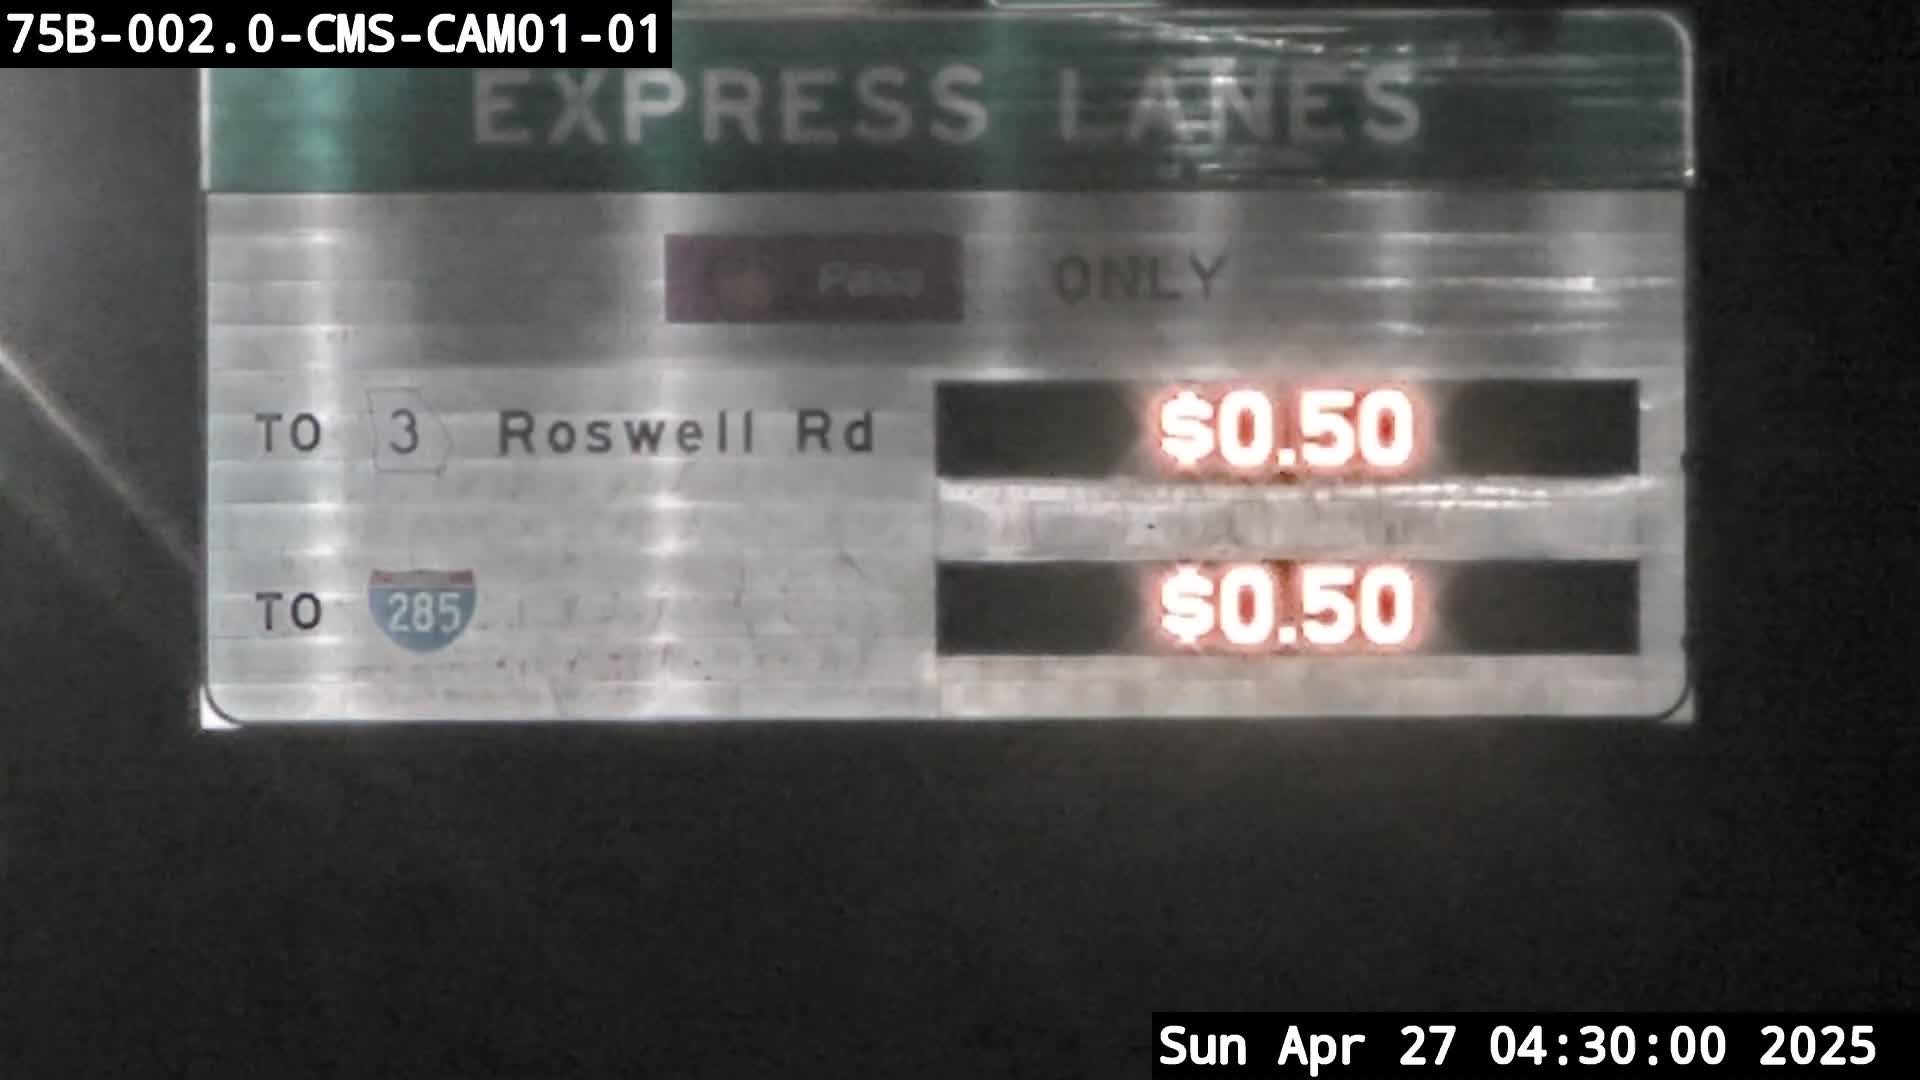 75B-002.0-CMS-CAM01-01
EXPRESS LANES
Pass ONLY
TO 3 Roswell Rd $0.50
TO 285 $0.50
Sun Apr 27 04:30:00 2025